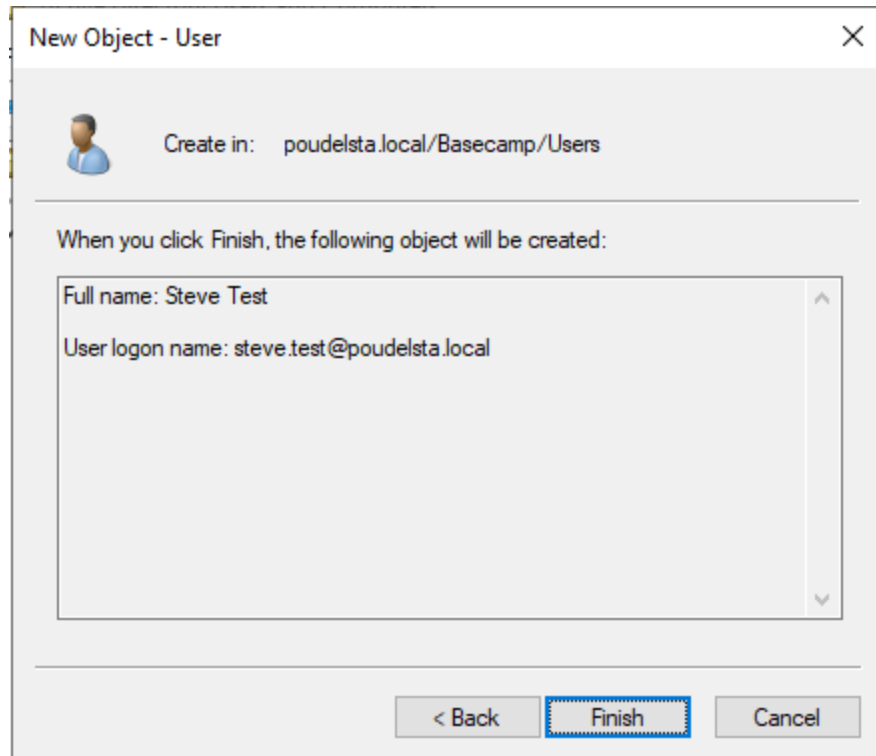 New Object - User
Create in: poudelsta.local/Basecamp/Users
When you click Finish, the following object will be created:
Full name: Steve Test
User logon name: steve.test@poudelsta.local
< Back Finish Cancel